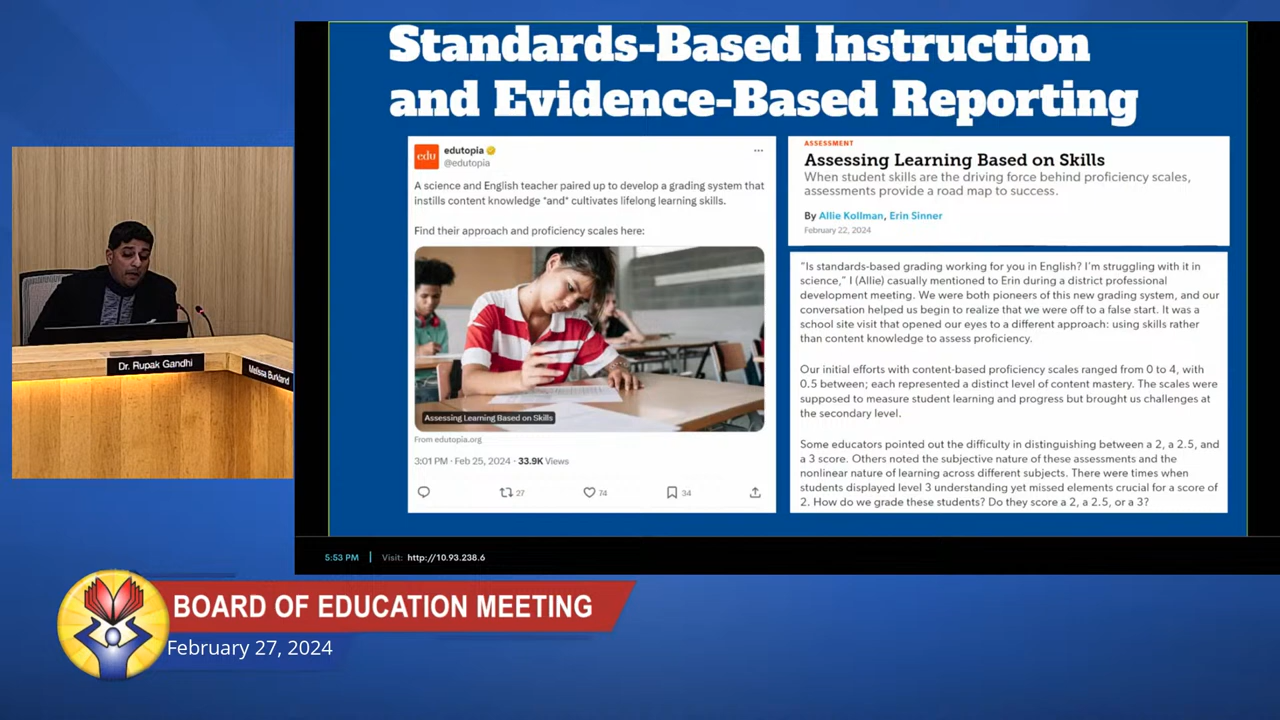 Standards-Based Instruction
and Evidence-Based Reporting
edu
edutopia
@edutopia
A science and English teacher paired up to develop a grading system that
instills content knowledge *and* cultivates lifelong learning skills.
Find their approach and proficiency scales here:
Assessing Learning Based on Skills
From edutopia.org
3:01 PM · Feb 25, 2024 · 33.9K Views
27
74
34
ASSESSMENT
Assessing Learning Based on Skills
When student skills are the driving force behind proficiency scales,
assessments provide a road map to success.
By Allie Kollman, Erin Sinner
February 22, 2024
“Is standards-based grading working for you in English? I’m struggling with it in
science,” I (Allie) casually mentioned to Erin during a district professional
development meeting. We were both pioneers of this new grading system, and our
conversation helped us begin to realize that we were off to a false start. It was a
school site visit that opened our eyes to a different approach: using skills rather
than content knowledge to assess proficiency.
Our initial efforts with content-based proficiency scales ranged from 0 to 4, with
0.5 between; each represented a distinct level of content mastery. The scales were
supposed to measure student learning and progress but brought us challenges at
the secondary level.
Some educators pointed out the difficulty in distinguishing between a 2, a 2.5, and
a 3 score. Others noted the subjective nature of these assessments and the
nonlinear nature of learning across different subjects. There were times when
students displayed level 3 understanding yet missed elements crucial for a score of
2. How do we grade these students? Do they score a 2, a 2.5, or a 3?
Dr. Rupak Gandhi
Melissa Burkland
5:53 PM | Visit: http://10.93.238.6
BOARD OF EDUCATION MEETING
February 27, 2024